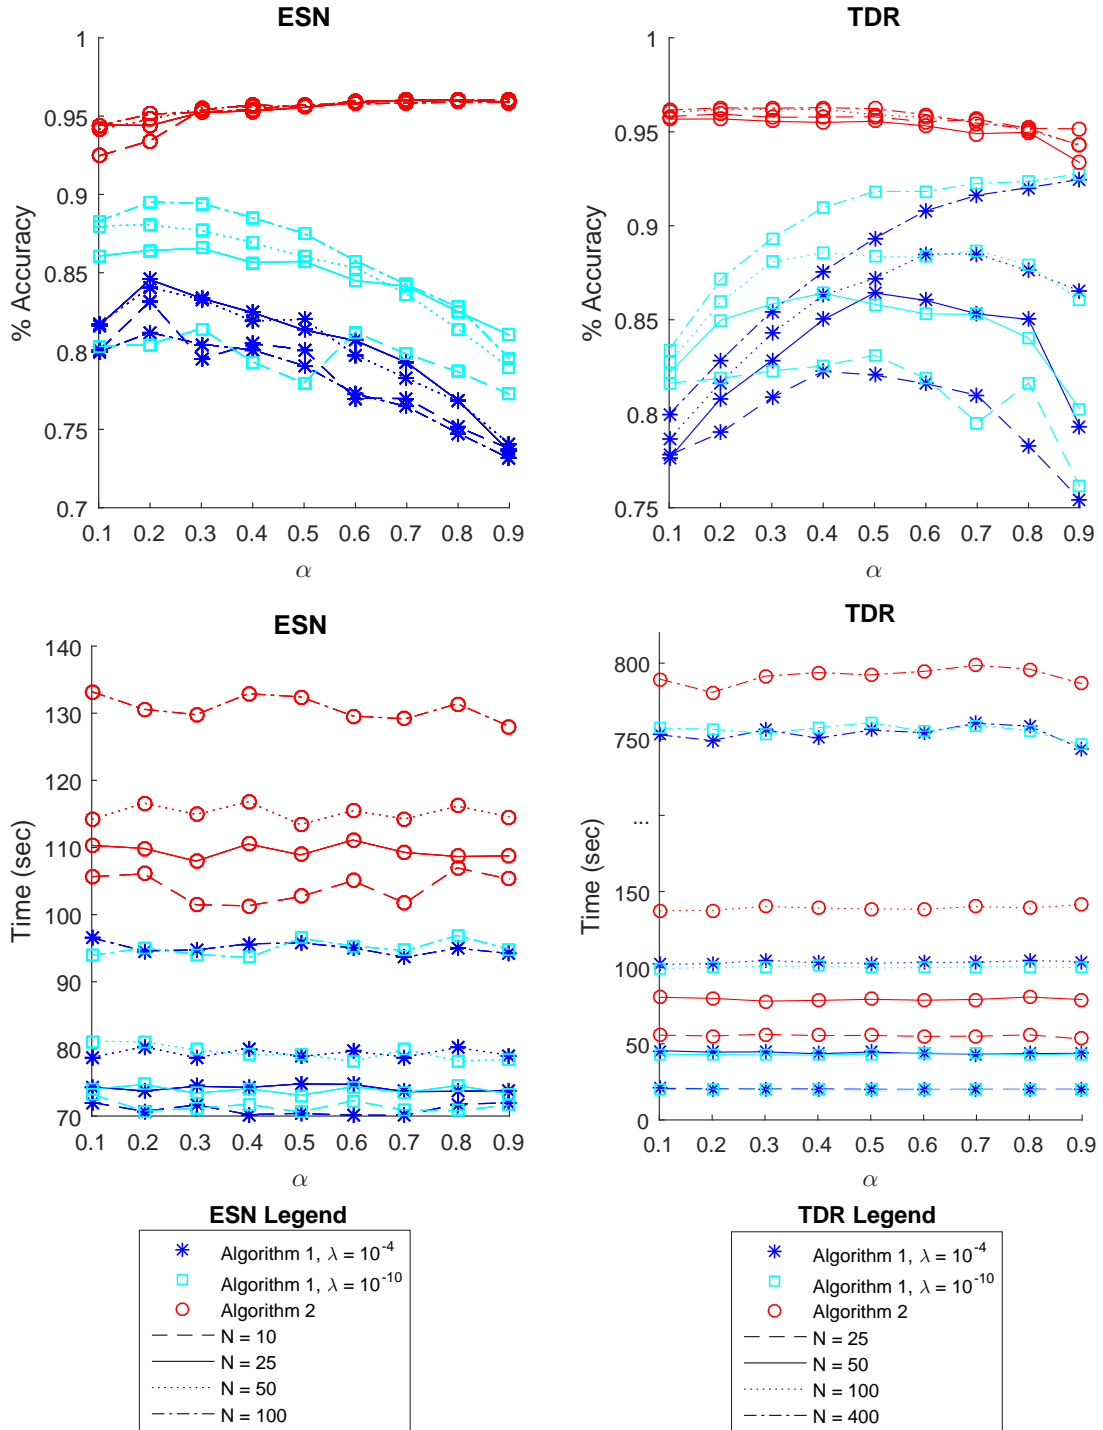 ESN
1
0.95
0.9
0.85
0.8
0.75
0.7
% Accuracy
0.1 0.2 0.3 0.4 0.5 0.6 0.7 0.8 0.9
α
TDR
1
0.95
0.9
0.85
0.8
0.75
% Accuracy
0.1 0.2 0.3 0.4 0.5 0.6 0.7 0.8 0.9
α
ESN
140
130
120
110
100
90
80
70
Time (sec)
0.1 0.2 0.3 0.4 0.5 0.6 0.7 0.8 0.9
α
TDR
800
750
...
150
100
50
0
Time (sec)
0.1 0.2 0.3 0.4 0.5 0.6 0.7 0.8 0.9
α
ESN Legend
Algorithm 1, λ = 10⁻⁴
Algorithm 1, λ = 10⁻¹⁰
Algorithm 2
N = 10
N = 25
N = 50
N = 100
TDR Legend
Algorithm 1, λ = 10⁻⁴
Algorithm 1, λ = 10⁻¹⁰
Algorithm 2
N = 25
N = 50
N = 100
N = 400